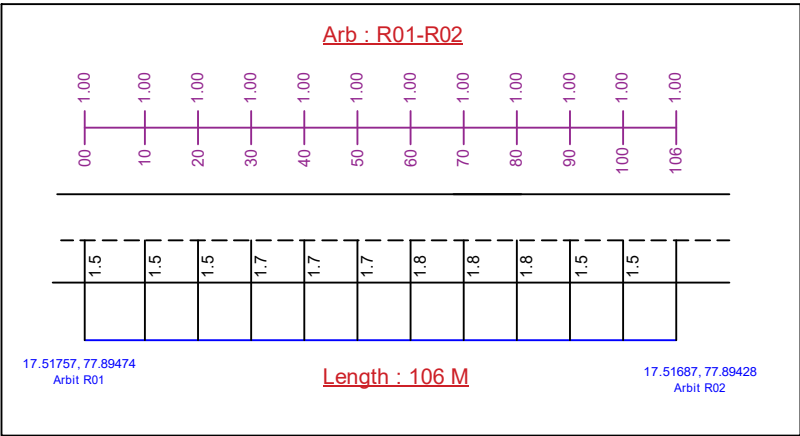 Arb : R01-R02
1.00 1.00 1.00 1.00 1.00 1.00 1.00 1.00 1.00 1.00 1.00 1.00
00 10 20 30 40 50 60 70 80 90 100 106
1.5 1.5 1.5 1.7 1.7 1.7 1.8 1.8 1.8 1.5 1.5
17.51757, 77.89474
Arbit R01
Length : 106 M
17.51687, 77.89428
Arbit R02